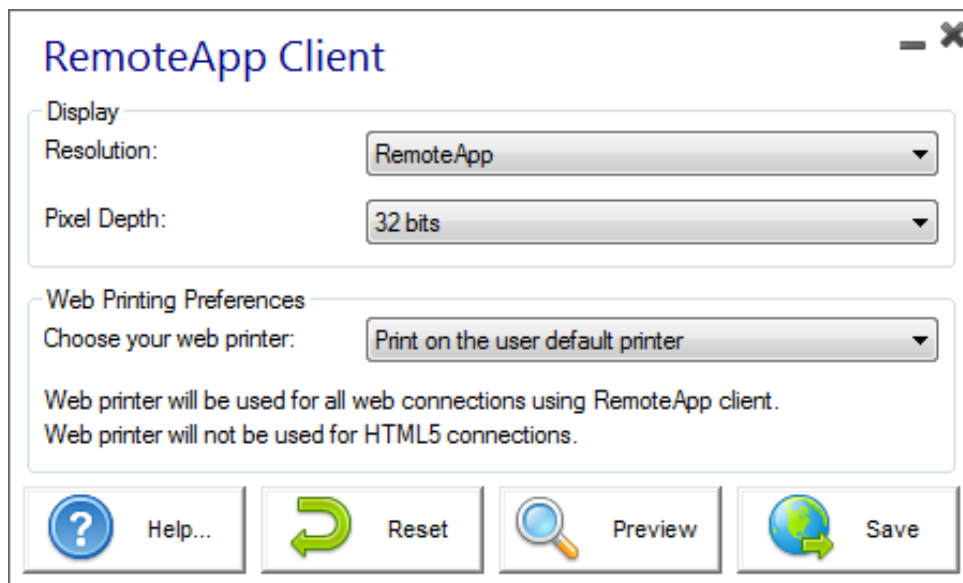 RemoteApp Client
Display
Resolution: RemoteApp
Pixel Depth: 32 bits
Web Printing Preferences
Choose your web printer: Print on the user default printer
Web printer will be used for all web connections using RemoteApp client.
Web printer will not be used for HTML5 connections.
Help... Reset Preview Save